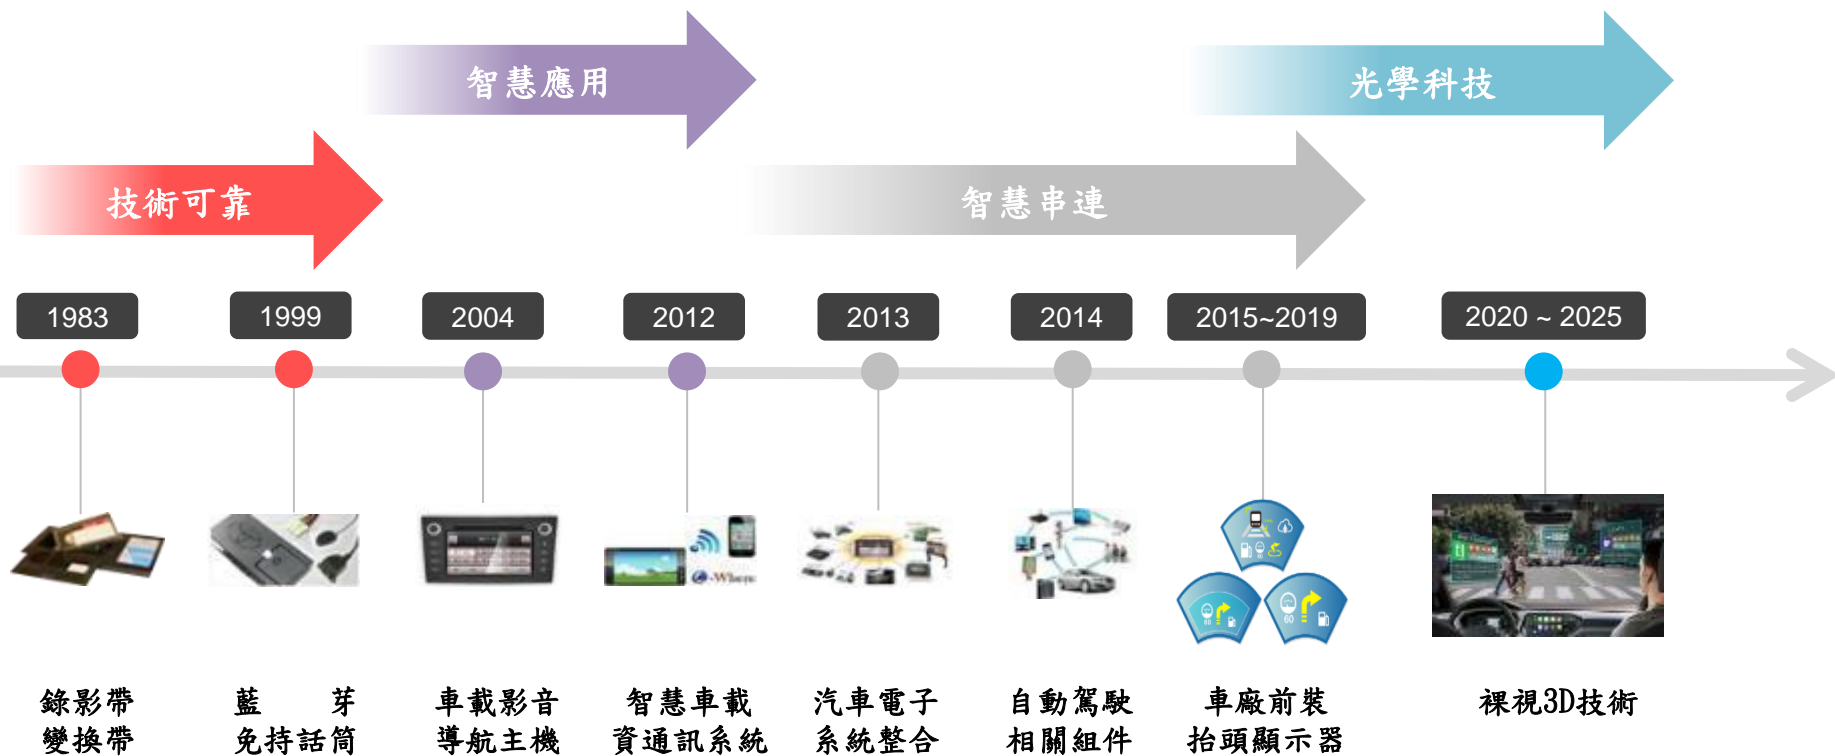 智慧應用
光學科技
技術可靠
智慧串連
1983
1999
2004
2012
2013
2014
2015~2019
2020 ~ 2025
錄影帶
變換帶
藍 芽
免持話筒
車載影音
導航主機
智慧車載
資通訊系統
汽車電子
系統整合
自動駕駛
相關組件
車廠前裝
抬頭顯示器
裸視3D技術
60
60